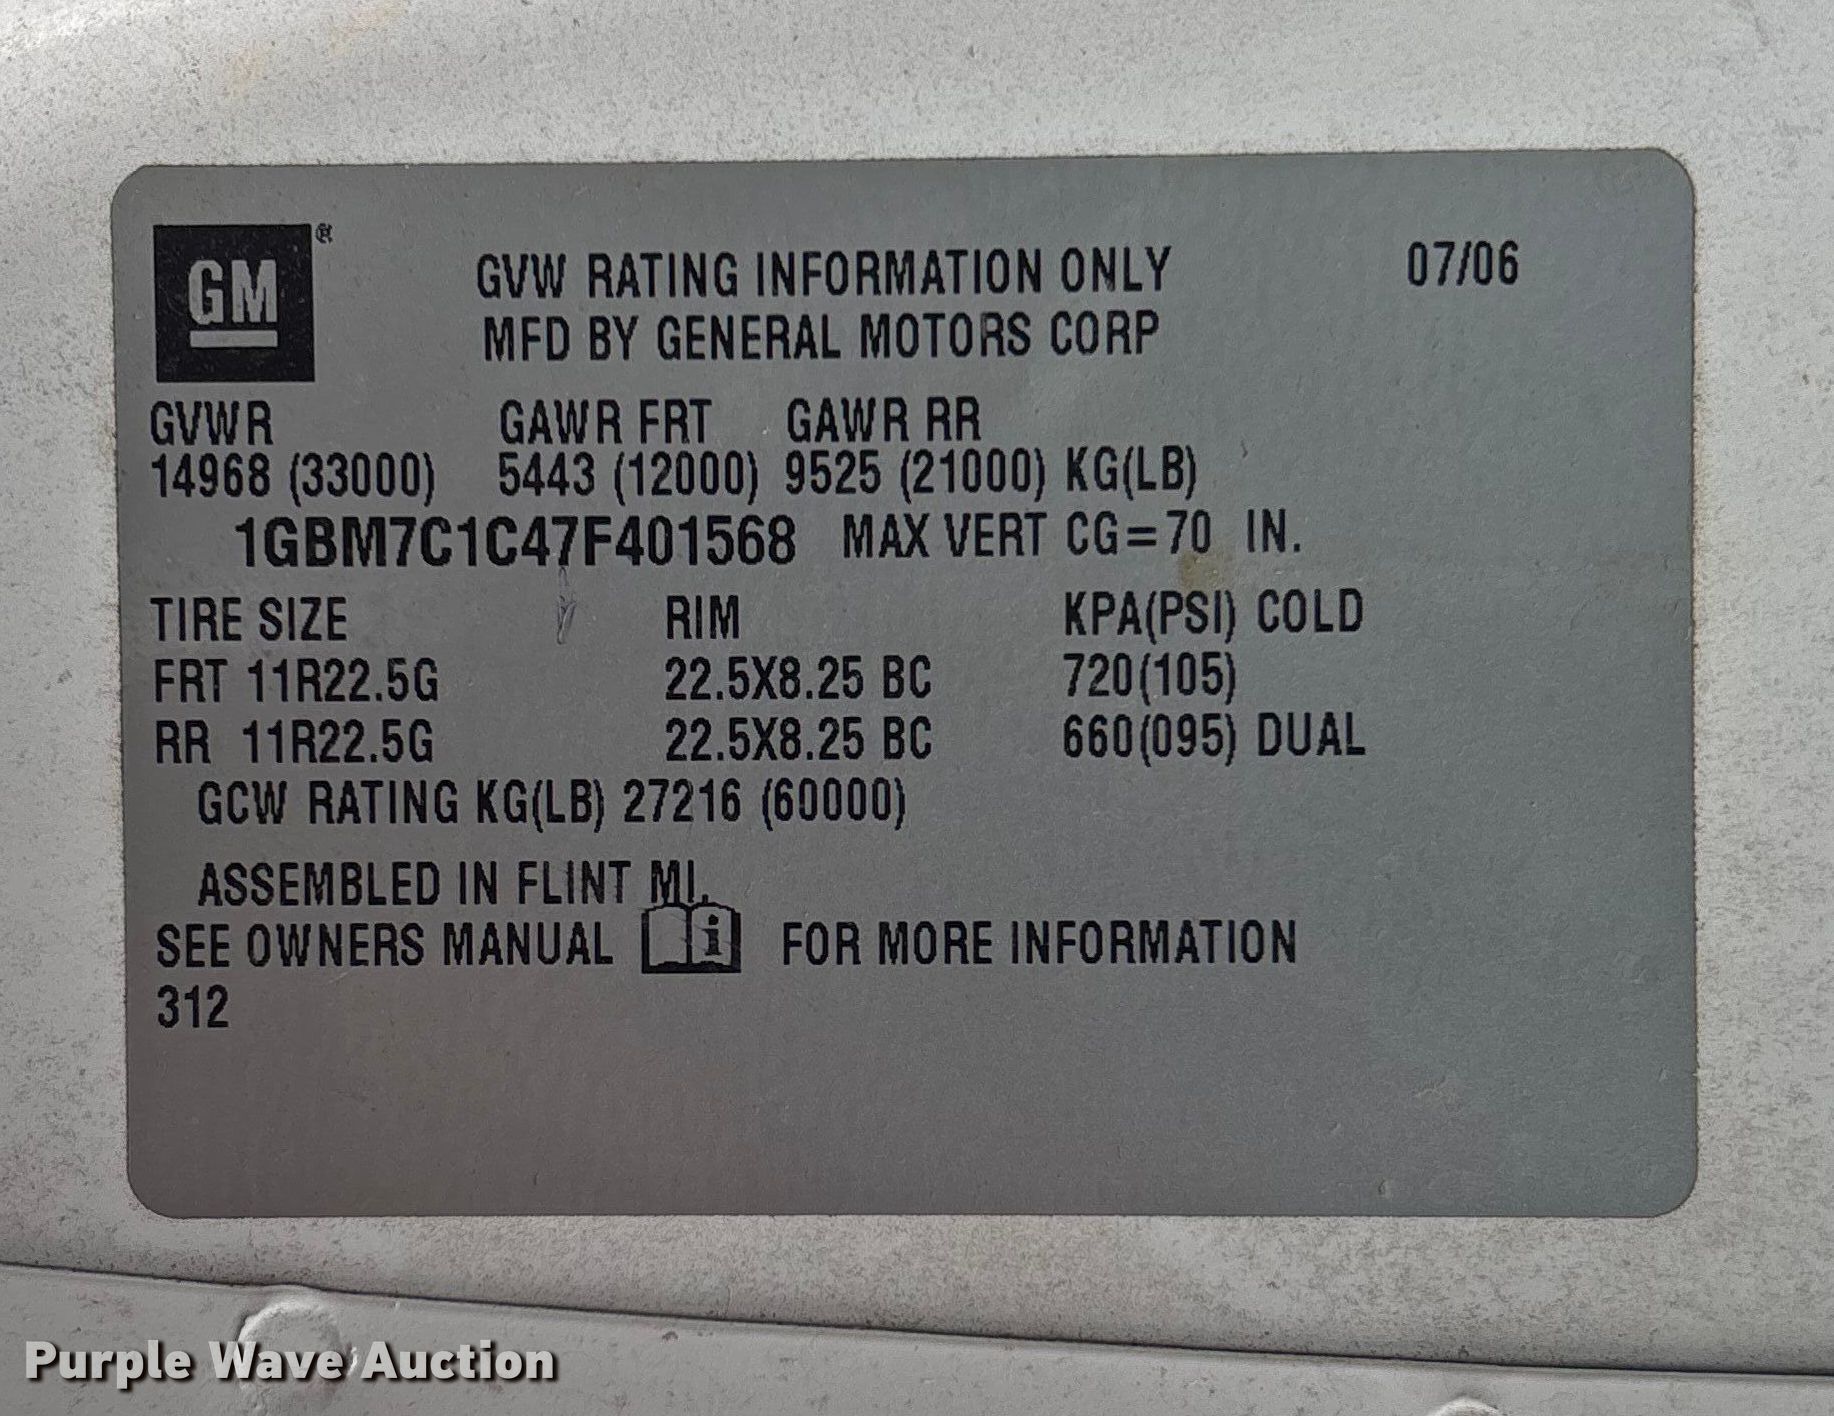 GM®
GVW RATING INFORMATION ONLY 07/06
MFD BY GENERAL MOTORS CORP
GVWR GAWR FRT GAWR RR
14968 (33000) 5443 (12000) 9525 (21000) KG(LB)
1GBM7C1C47F401568 MAX VERT CG=70 IN.
TIRE SIZE RIM KPA(PSI) COLD
FRT 11R22.5G 22.5X8.25 BC 720(105)
RR 11R22.5G 22.5X8.25 BC 660(095) DUAL
GCW RATING KG(LB) 27216 (60000)
ASSEMBLED IN FLINT MI.
SEE OWNERS MANUAL i FOR MORE INFORMATION
312
Purple Wave Auction